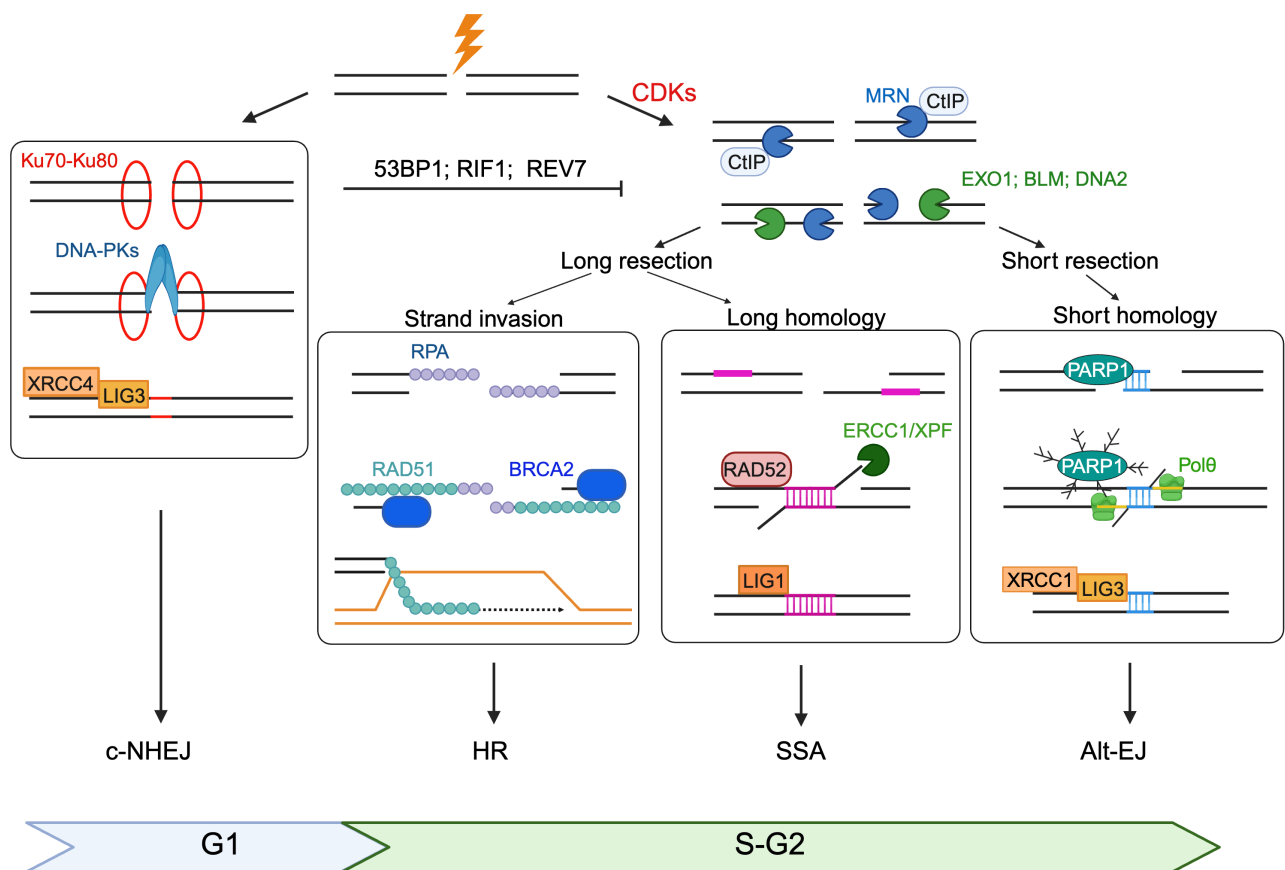 CDKs
MRN
CtIP
CtIP
Ku70-Ku80
53BP1; RIF1; REV7
EXO1; BLM; DNA2
DNA-PKs
Long resection
Short resection
Strand invasion
Long homology
Short homology
XRCC4
LIG3
RPA
RAD51
BRCA2
ERCC1/XPF
RAD52
LIG1
PARP1
PARP1
Polθ
XRCC1
LIG3
c-NHEJ
HR
SSA
Alt-EJ
G1
S-G2